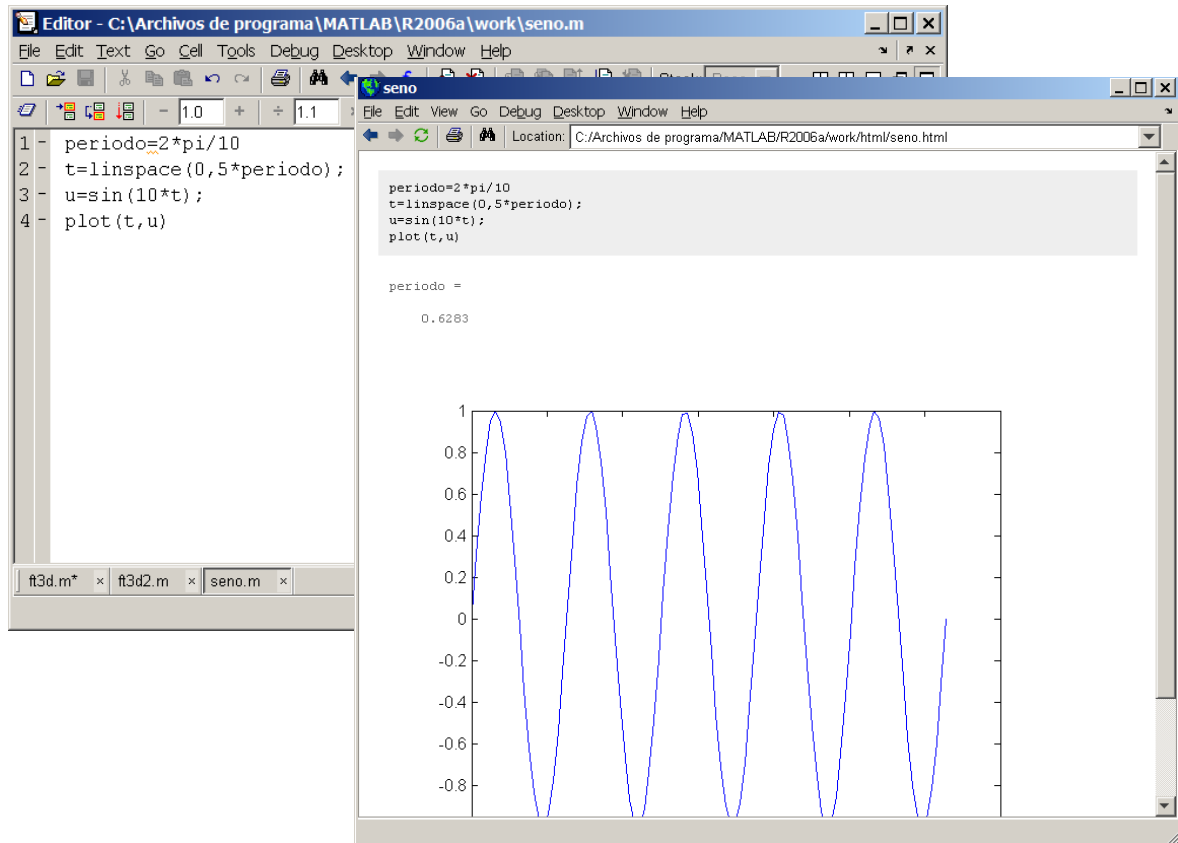 Editor - C:\Archivos de programa\MATLAB\R2006a\work\seno.m
File Edit Text Go Cell Tools Debug Desktop Window Help
1.0 + ÷ 1.1
1 - periodo=2*pi/10
2 - t=linspace(0,5*periodo);
3 - u=sin(10*t);
4 - plot(t,u)
ft3d.m* × ft3d2.m × seno.m ×
seno
File Edit View Go Debug Desktop Window Help
Location: C:/Archivos de programa/MATLAB/R2006a/work/html/seno.html
periodo=2*pi/10
t=linspace(0,5*periodo);
u=sin(10*t);
plot(t,u)
periodo =
0.6283
1
0.8
0.6
0.4
0.2
0
-0.2
-0.4
-0.6
-0.8